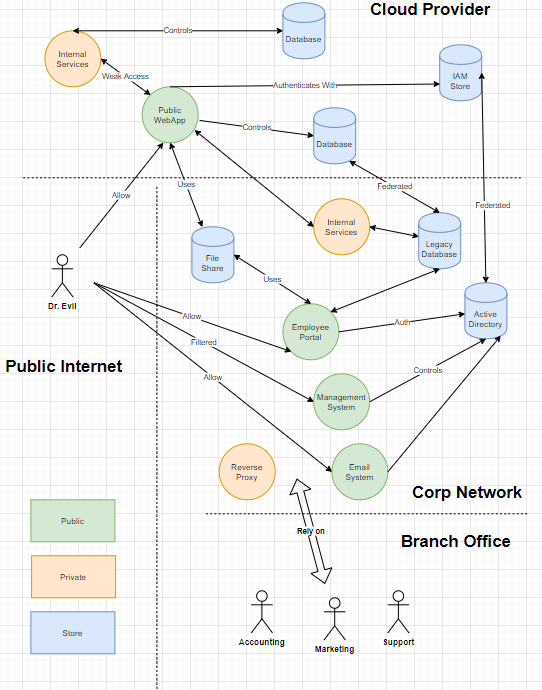 Cloud Provider
Controls
Database
Internal
Services
Weak Access
IAM
Store
Authenticates With
Public
WebApp
Controls
Database
Federated
Uses
Allow
Federated
Internal
Services
File
Share
Legacy
Database
Uses
Dr. Evil
Allow
Active
Directory
Auth
Employee
Portal
Filtered
Public Internet
Allow
Controls
Management
System
Reverse
Proxy
Email
System
Corp Network
Public
Rely on
Branch Office
Private
Store
Accounting
Marketing
Support